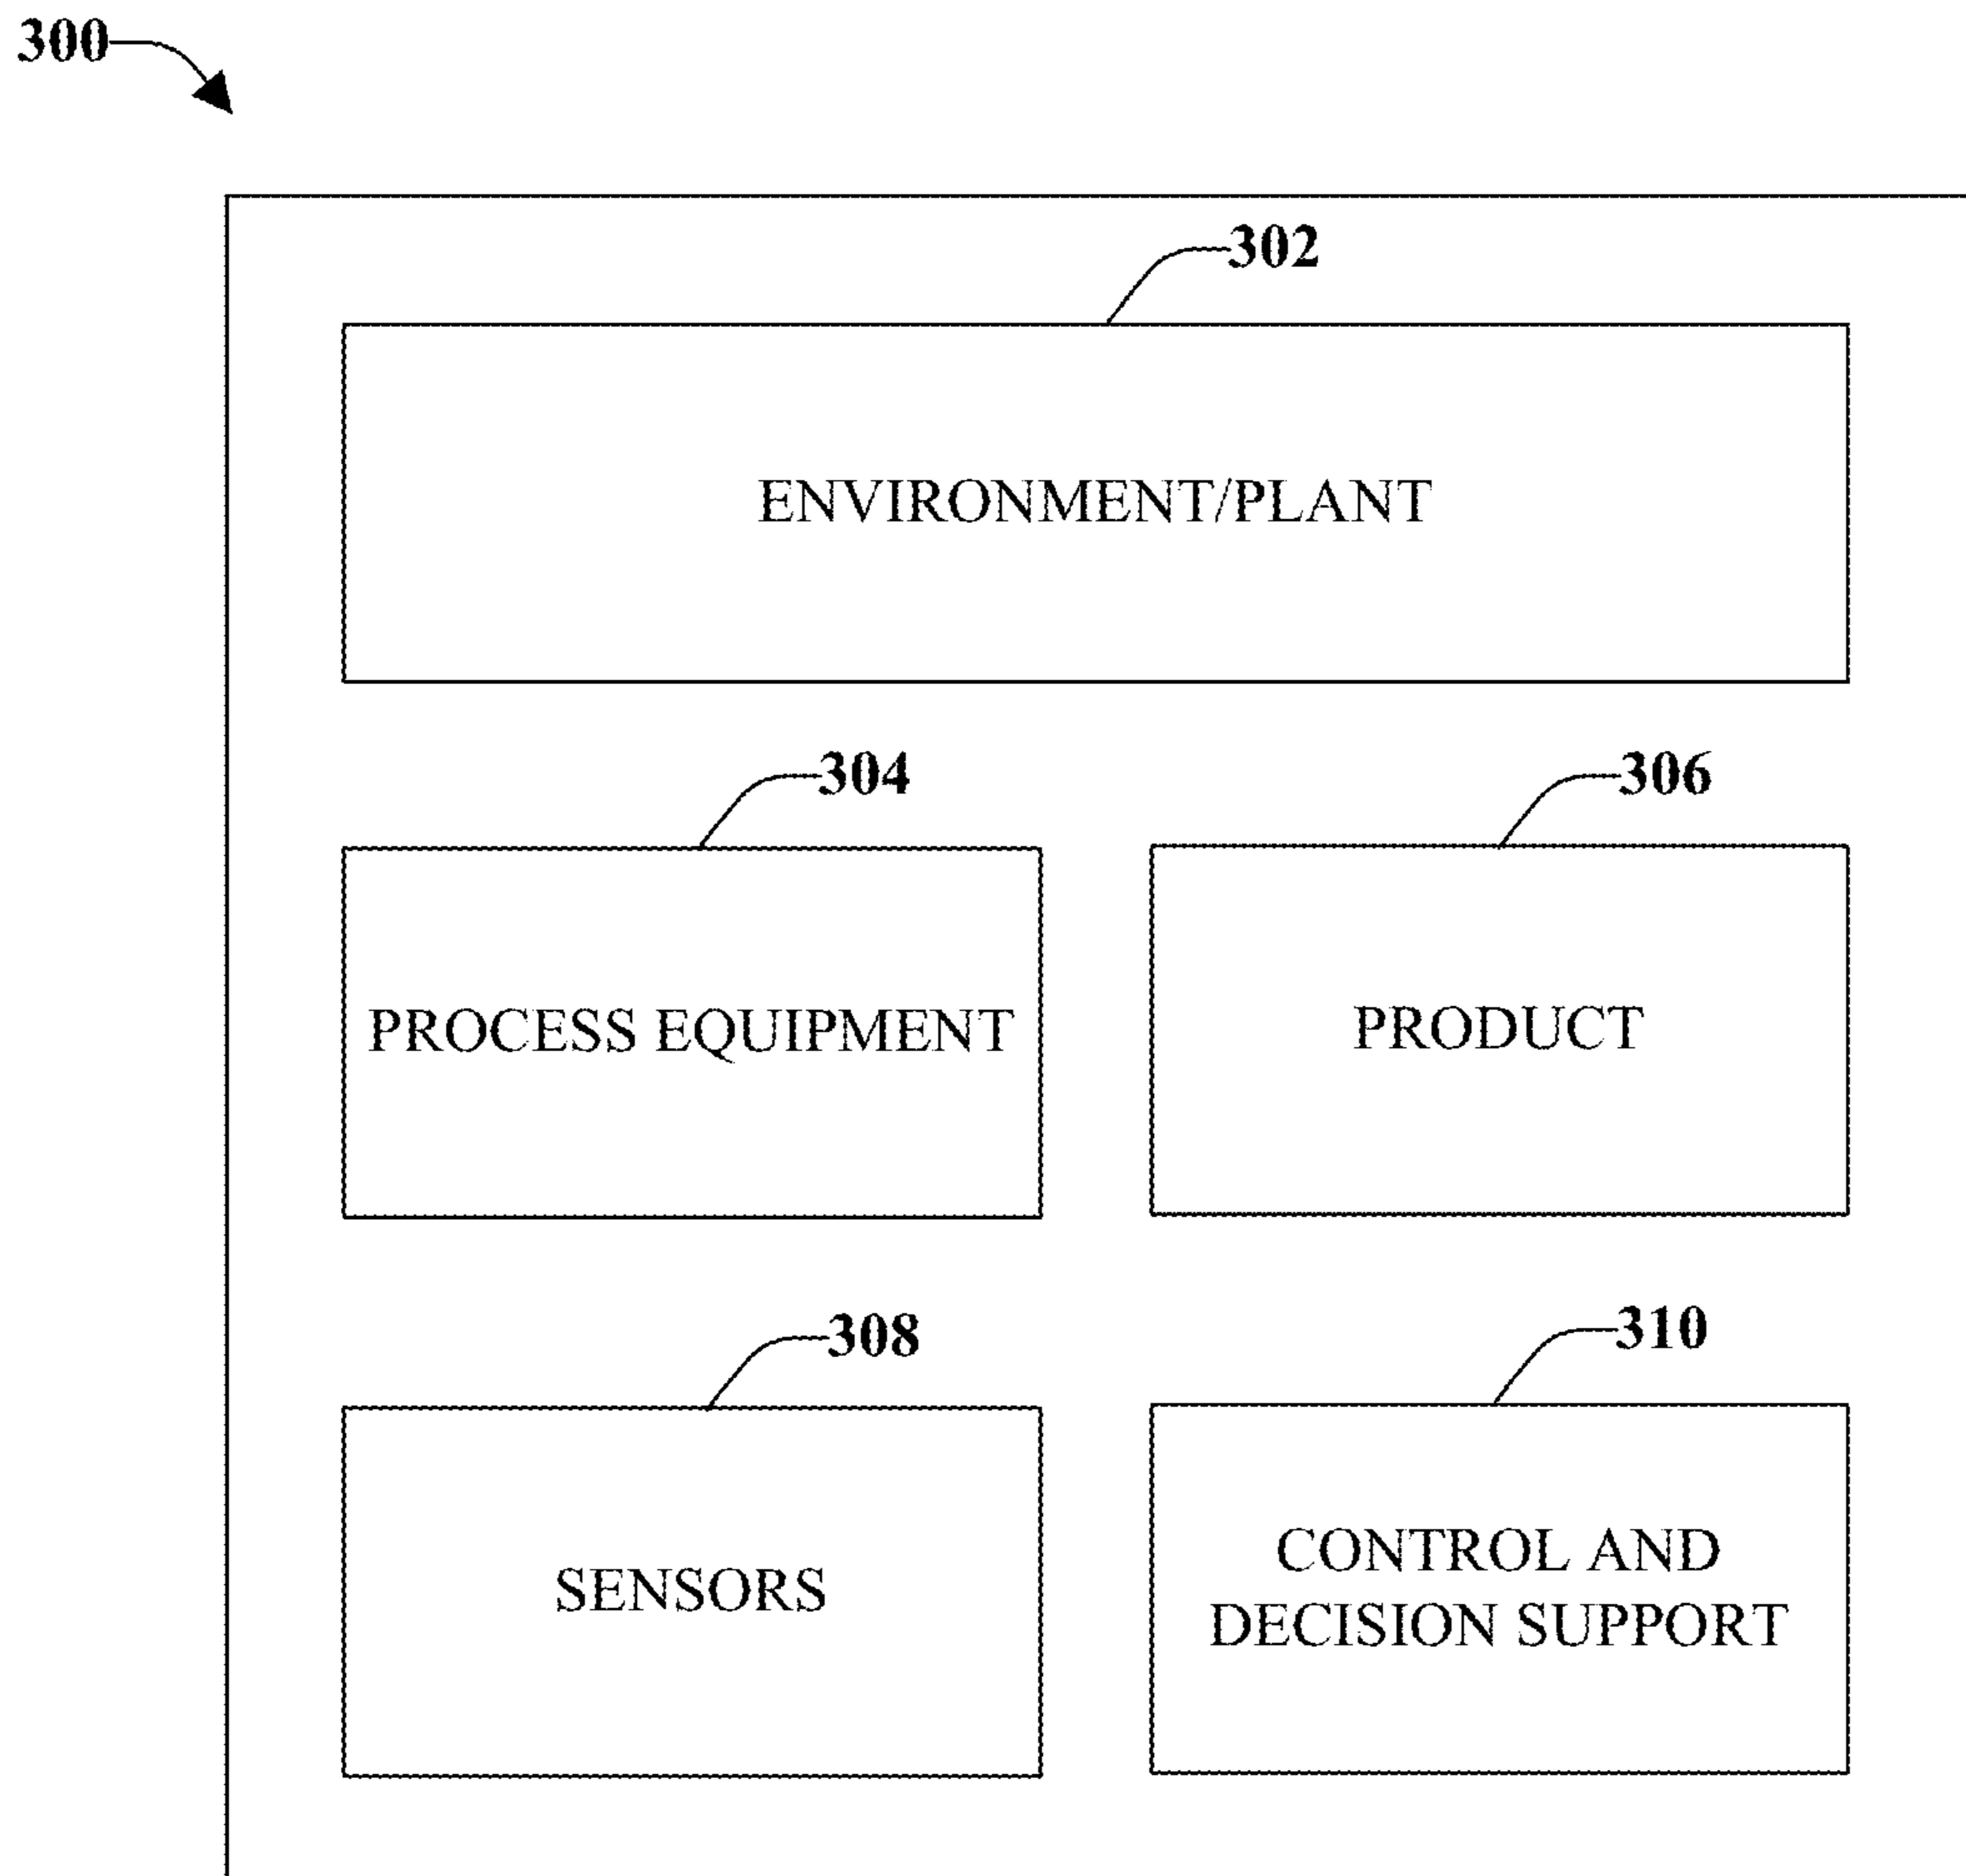 300
302
ENVIRONMENT/PLANT
304
306
PROCESS EQUIPMENT
PRODUCT
308
310
SENSORS
CONTROL AND
DECISION SUPPORT